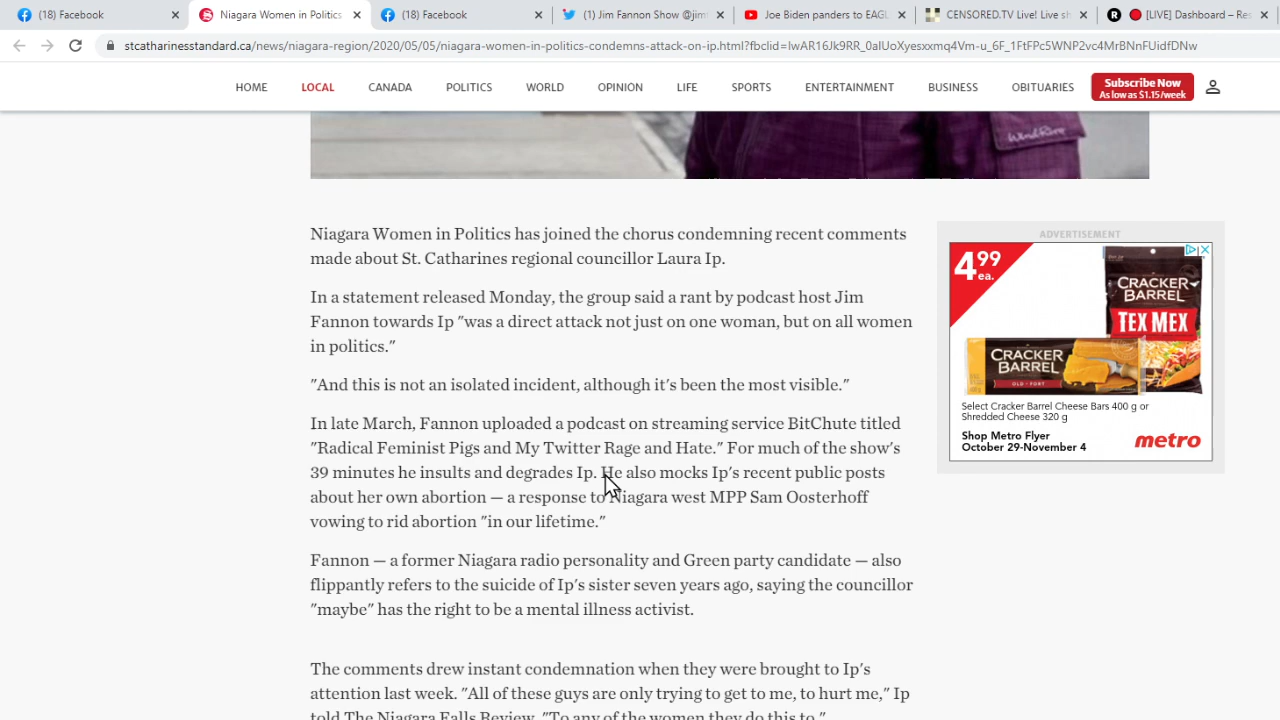 (18) Facebook
Niagara Women in Politics
(18) Facebook
(1) Jim Fannon Show @jim
Joe Biden panders to EAGL
CENSORED.TV Live! Live sh
[LIVE] Dashboard – Res
stcatharinesstandard.ca/news/niagara-region/2020/05/05/niagara-women-in-politics-condemns-attack-on-ip.html?fbclid=IwAR16Jk9RR_0alUoXyesxxmq4Vm-u_6F_1FtFPc5WNP2vc4MrBNnFUidfDNw
HOME LOCAL CANADA POLITICS WORLD OPINION LIFE SPORTS ENTERTAINMENT BUSINESS OBITUARIES
Subscribe Now
As low as $1.15/week
WindRiver
Niagara Women in Politics has joined the chorus condemning recent comments
made about St. Catharines regional councillor Laura Ip.
In a statement released Monday, the group said a rant by podcast host Jim
Fannon towards Ip "was a direct attack not just on one woman, but on all women
in politics."
"And this is not an isolated incident, although it's been the most visible."
In late March, Fannon uploaded a podcast on streaming service BitChute titled
"Radical Feminist Pigs and My Twitter Rage and Hate." For much of the show's
39 minutes he insults and degrades Ip. He also mocks Ip's recent public posts
about her own abortion — a response to Niagara west MPP Sam Oosterhoff
vowing to rid abortion "in our lifetime."
Fannon — a former Niagara radio personality and Green party candidate — also
flippantly refers to the suicide of Ip's sister seven years ago, saying the councillor
"maybe" has the right to be a mental illness activist.
The comments drew instant condemnation when they were brought to Ip's
attention last week. "All of these guys are only trying to get to me, to hurt me," Ip
told The Niagara Falls Review. "To any of the women they do this to."
ADVERTISEMENT
4.99
ea.
CRACKER
BARREL
TEX MEX
CRACKER
BARREL
OLD • FORT
Select Cracker Barrel Cheese Bars 400 g or
Shredded Cheese 320 g
Shop Metro Flyer
October 29-November 4
metro